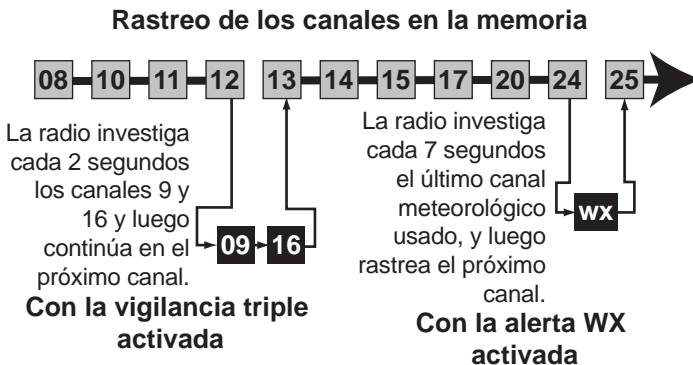 Rastreo de los canales en la memoria
08 10 11 12 13 14 15 17 20 24 25
La radio investiga
cada 2 segundos
los canales 9 y
16 y luego
continúa en el
próximo canal.
09 16
Con la vigilancia triple
activada
La radio investiga
cada 7 segundos
el último canal
meteorológico
usado, y luego
rastrea el próximo
canal.
wx
Con la alerta WX
activada